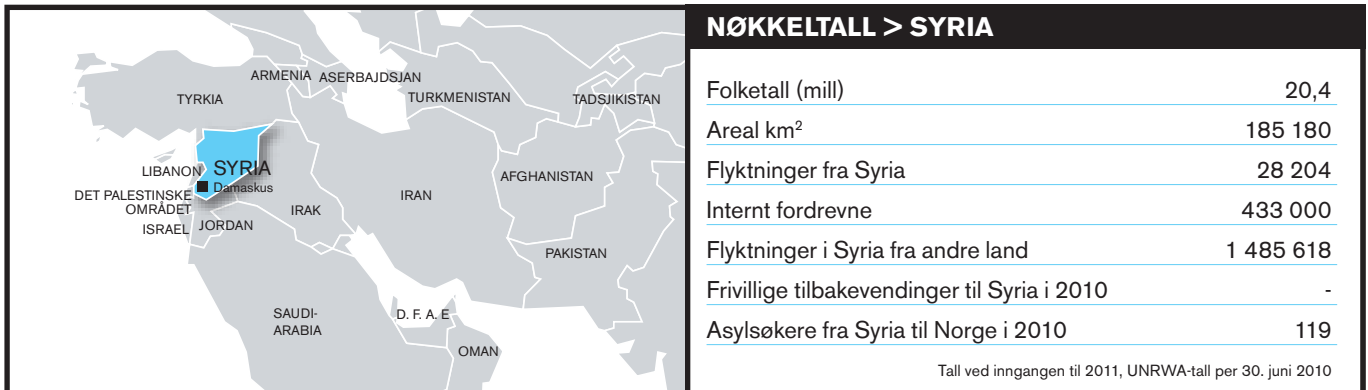 ARMENIA ASERBAJDSJAN
TYRKIA
TURKMENISTAN
TADSJIKISTAN
LIBANON SYRIA
Damaskus
DET PALESTINSKE
OMRÅDET
ISRAEL
JORDAN
IRAK
IRAN
AFGHANISTAN
PAKISTAN
SAUDI-
ARABIA
D. F. A. E
OMAN
NØKKELTALL > SYRIA
Folketall (mill) 20,4
Areal km² 185 180
Flyktninger fra Syria 28 204
Internt fordrevne 433 000
Flyktninger i Syria fra andre land 1 485 618
Frivillige tilbakevendinger til Syria i 2010 -
Asylsøkere fra Syria til Norge i 2010 119
Tall ved inngangen til 2011, UNRWA-tall per 30. juni 2010